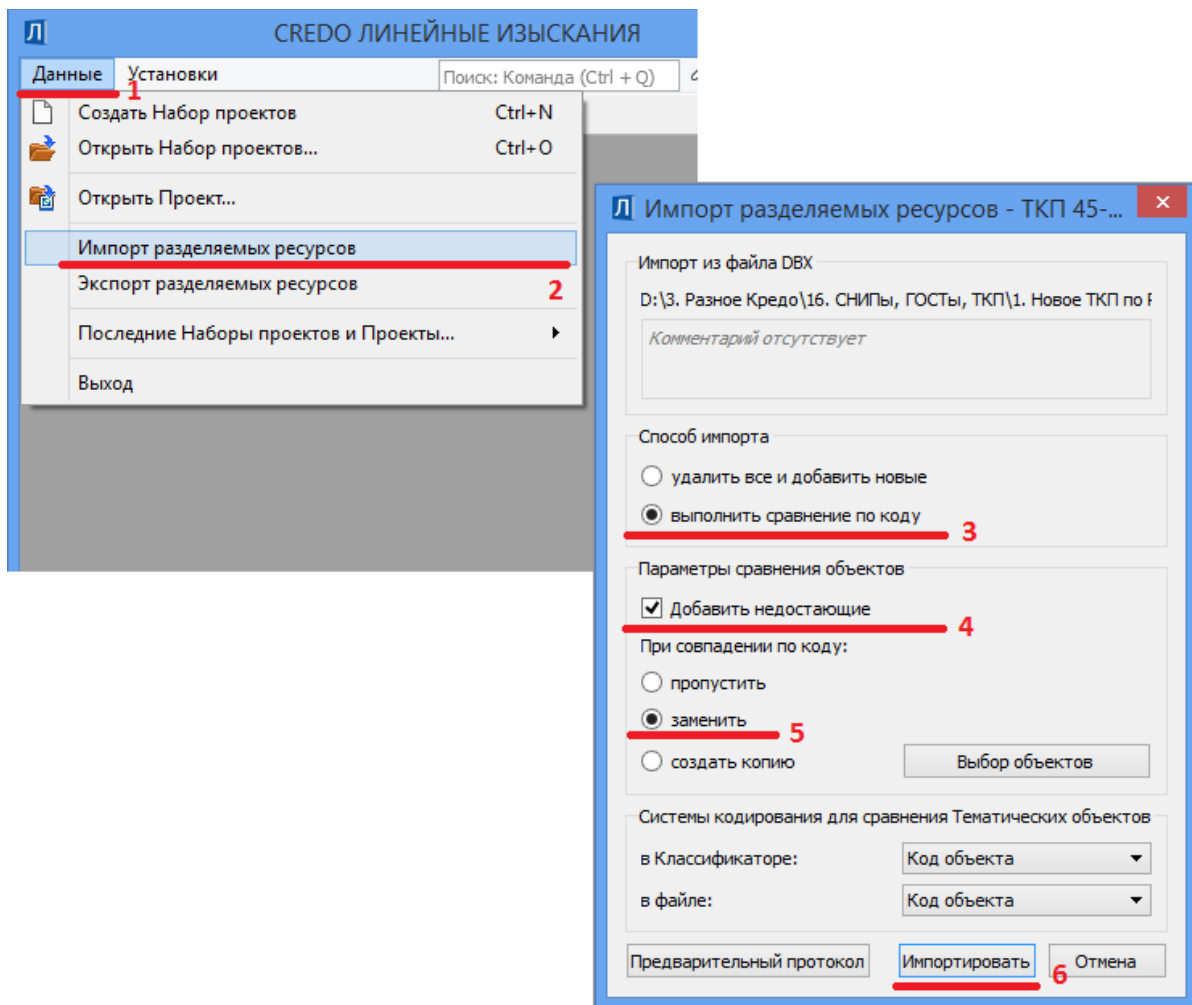 Л CREDO ЛИНЕЙНЫЕ ИЗЫСКАНИЯ
Данные Установки Поиск: Команда (Ctrl + Q)
1
Создать Набор проектов Ctrl+N
Открыть Набор проектов... Ctrl+O
Открыть Проект...
Импорт разделяемых ресурсов
2
Экспорт разделяемых ресурсов
Последние Наборы проектов и Проекты...
Выход
Л Импорт разделяемых ресурсов - ТКП 45-...
Импорт из файла DBX
D:\3. Разное Кредо\16. СНИПы, ГОСТы, ТКП\1. Новое ТКП по
Комментарий отсутствует
Способ импорта
удалить все и добавить новые
выполнить сравнение по коду
3
Параметры сравнения объектов
Добавить недостающие
4
При совпадении по коду:
пропустить
заменить
5
создать копию Выбор объектов
Системы кодирования для сравнения Тематических объектов
в Классификаторе: Код объекта
в файле: Код объекта
Предварительный протокол Импортировать Отмена
6